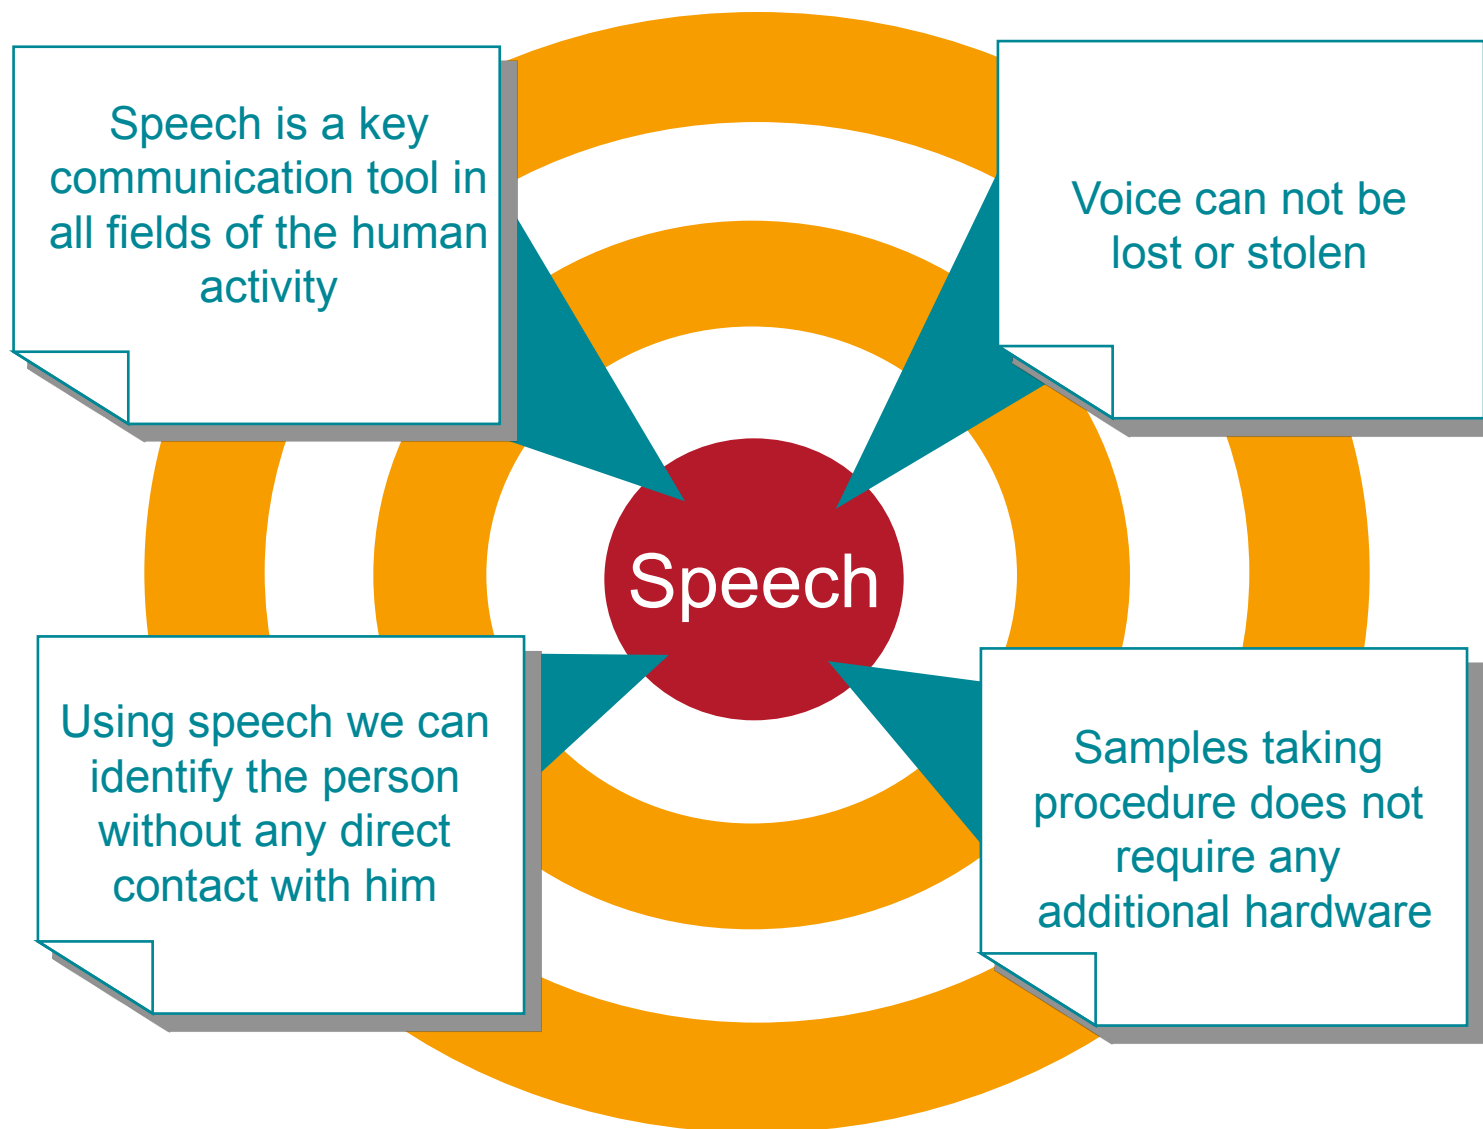 Speech is a key
communication tool in
all fields of the human
activity
Voice can not be
lost or stolen
Speech
Using speech we can
identify the person
without any direct
contact with him
Samples taking
procedure does not
require any
additional hardware